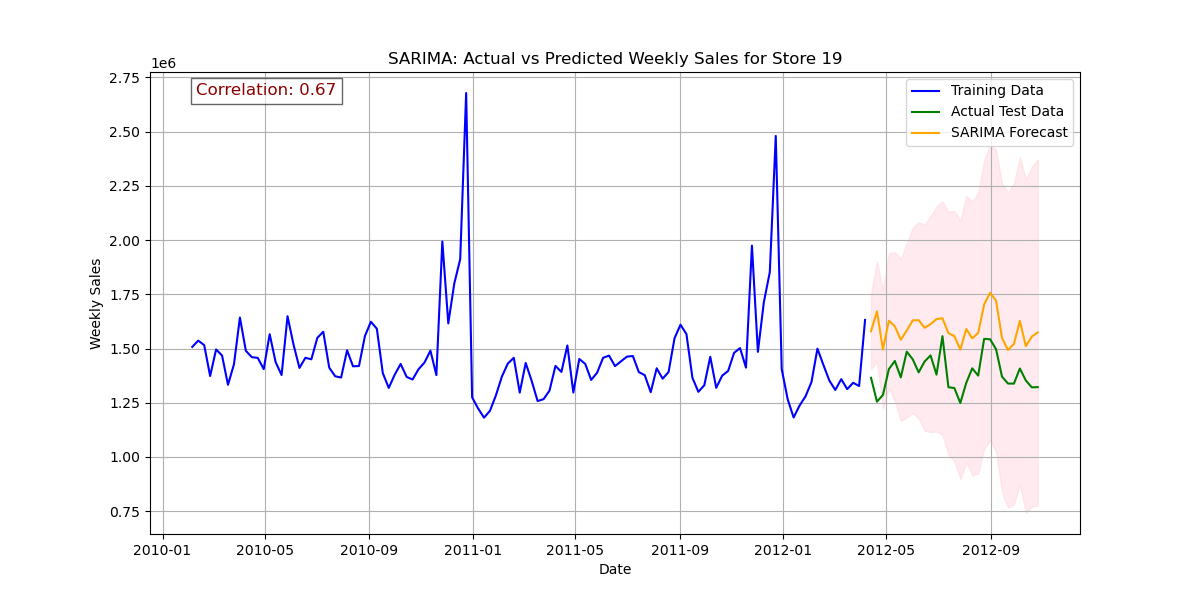 SARIMA: Actual vs Predicted Weekly Sales for Store 19
1e6
Correlation: 0.67
Training Data
Actual Test Data
SARIMA Forecast
2.75
2.50
2.25
2.00
1.75
1.50
1.25
1.00
0.75
Weekly Sales
2010-01 2010-05 2010-09 2011-01 2011-05 2011-09 2012-01 2012-05 2012-09
Date